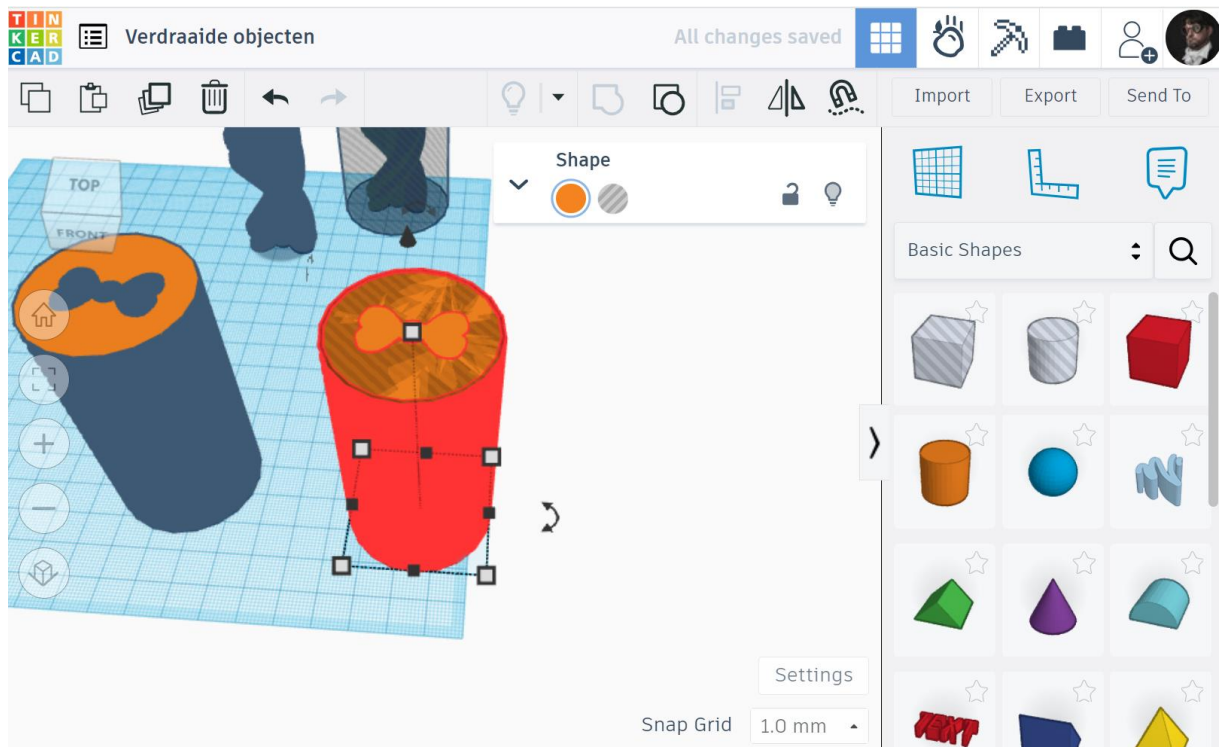 TIN
KER
CAD
Verdraaide objecten
All changes saved
Import
Export
Send To
Shape
TOP
FRONT
Basic Shapes
TEXT
Settings
Snap Grid
1.0 mm